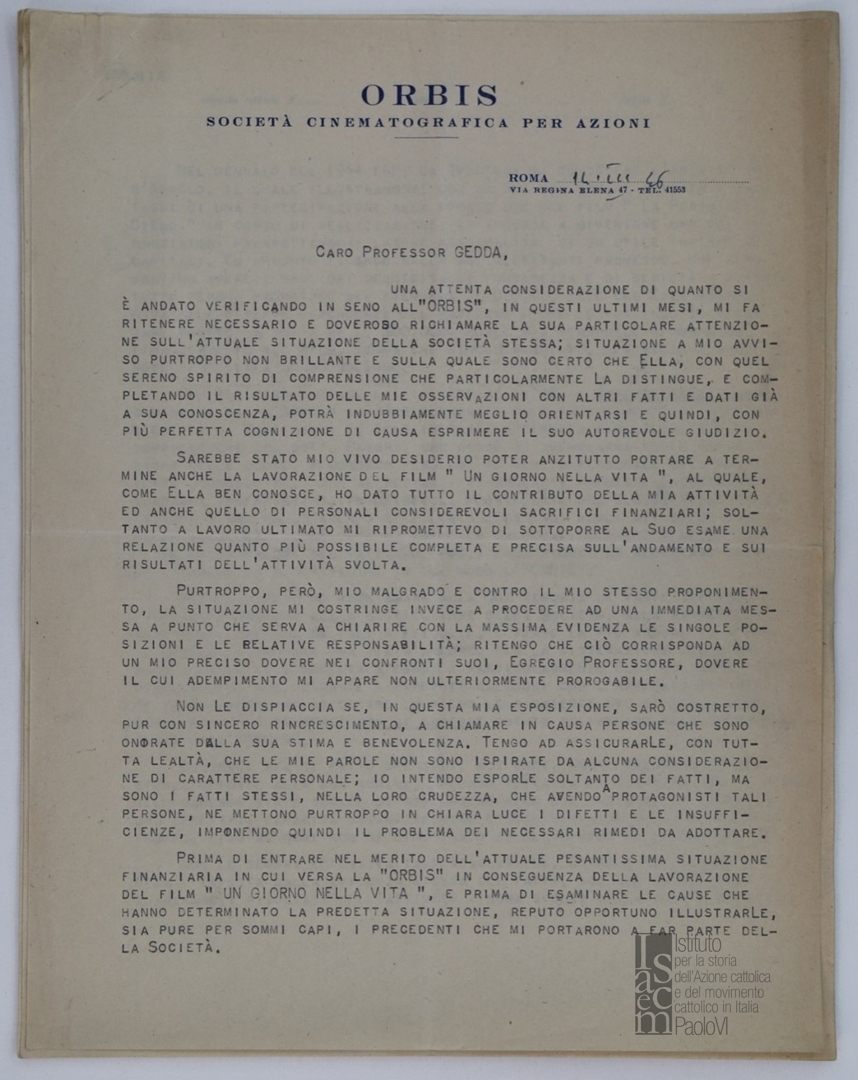 ORBIS
SOCIETÀ CINEMATOGRAFICA PER AZIONI
ROMA 14-III 46
VIA REGINA ELENA 47 - TEL. 41553
CARO PROFESSOR GEDDA,
UNA ATTENTA CONSIDERAZIONE DI QUANTO SI
È ANDATO VERIFICANDO IN SENO ALL"ORBIS", IN QUESTI ULTIMI MESI, MI FA
RITENERE NECESSARIO E DOVEROSO RICHIAMARE LA SUA PARTICOLARE ATTENZIO-
NE SULL'ATTUALE SITUAZIONE DELLA SOCIETÀ STESSA; SITUAZIONE A MIO AVVI-
SO PURTROPPO NON BRILLANTE E SULLA QUALE SONO CERTO CHE ELLA, CON QUEL
SERENO SPIRITO DI COMPRENSIONE CHE PARTICOLARMENTE LA DISTINGUE, E COM-
PLETANDO IL RISULTATO DELLE MIE OSSERVAZIONI CON ALTRI FATTI E DATI GIÀ
A SUA CONOSCENZA, POTRÀ INDUBBIAMENTE MEGLIO ORIENTARSI E QUINDI, CON
PIÙ PERFETTA COGNIZIONE DI CAUSA ESPRIMERE IL SUO AUTOREVOLE GIUDIZIO.
SAREBBE STATO MIO VIVO DESIDERIO POTER ANZITUTTO PORTARE A TER-
MINE ANCHE LA LAVORAZIONE DEL FILM " UN GIORNO NELLA VITA ", AL QUALE,
COME ELLA BEN CONOSCE, HO DATO TUTTO IL CONTRIBUTO DELLA MIA ATTIVITÀ
ED ANCHE QUELLO DI PERSONALI CONSIDEREVOLI SACRIFICI FINANZIARI; SOL-
TANTO A LAVORO ULTIMATO MI RIPROMETTEVO DI SOTTOPORRE AL SUO ESAME UNA
RELAZIONE QUANTO PIÙ POSSIBILE COMPLETA E PRECISA SULL'ANDAMENTO E SUI
RISULTATI DELL'ATTIVITÀ SVOLTA.
PURTROPPO, PERÒ, MIO MALGRADO E CONTRO IL MIO STESSO PROPONIMEN-
TO, LA SITUAZIONE MI COSTRINGE INVECE A PROCEDERE AD UNA IMMEDIATA MES-
SA A PUNTO CHE SERVA A CHIARIRE CON LA MASSIMA EVIDENZA LE SINGOLE PO-
SIZIONI E LE RELATIVE RESPONSABILITÀ; RITENGO CHE CIÒ CORRISPONDA AD
UN MIO PRECISO DOVERE NEI CONFRONTI SUOI, EGREGIO PROFESSORE, DOVERE
IL CUI ADEMPIMENTO MI APPARE NON ULTERIORMENTE PROROGABILE.
NON LE DISPIACCIA SE, IN QUESTA MIA ESPOSIZIONE, SARÒ COSTRETTO,
PUR CON SINCERO RINCRESCIMENTO, A CHIAMARE IN CAUSA PERSONE CHE SONO
ONORATE DALLA SUA STIMA E BENEVOLENZA. TENGO AD ASSICURARLE, CON TUT-
TA LEALTÀ, CHE LE MIE PAROLE NON SONO ISPIRATE DA ALCUNA CONSIDERAZIO-
NE DI CARATTERE PERSONALE; IO INTENDO ESPORLE SOLTANTO DEI FATTI, MA
SONO I FATTI STESSI, NELLA LORO CRUDEZZA, CHE AVENDO A PROTAGONISTI TALI
PERSONE, NE METTONO PURTROPPO IN CHIARA LUCE I DIFETTI E LE INSUFFI-
CIENZE, IMPONENDO QUINDI IL PROBLEMA DEI NECESSARI RIMEDI DA ADOTTARE.
PRIMA DI ENTRARE NEL MERITO DELL'ATTUALE PESANTISSIMA SITUAZIONE
FINANZIARIA IN CUI VERSA LA "ORBIS" IN CONSEGUENZA DELLA LAVORAZIONE
DEL FILM " UN GIORNO NELLA VITA ", E PRIMA DI ESAMINARE LE CAUSE CHE
HANNO DETERMINATO LA PREDETTA SITUAZIONE, REPUTO OPPORTUNO ILLUSTRARLE,
SIA PURE PER SOMMI CAPI, I PRECEDENTI CHE MI PORTARONO A FAR PARTE DEL-
LA SOCIETÀ.
Isacem
Istituto
per la storia
dell'Azione cattolica
e del movimento
cattolico in Italia
PaoloVI